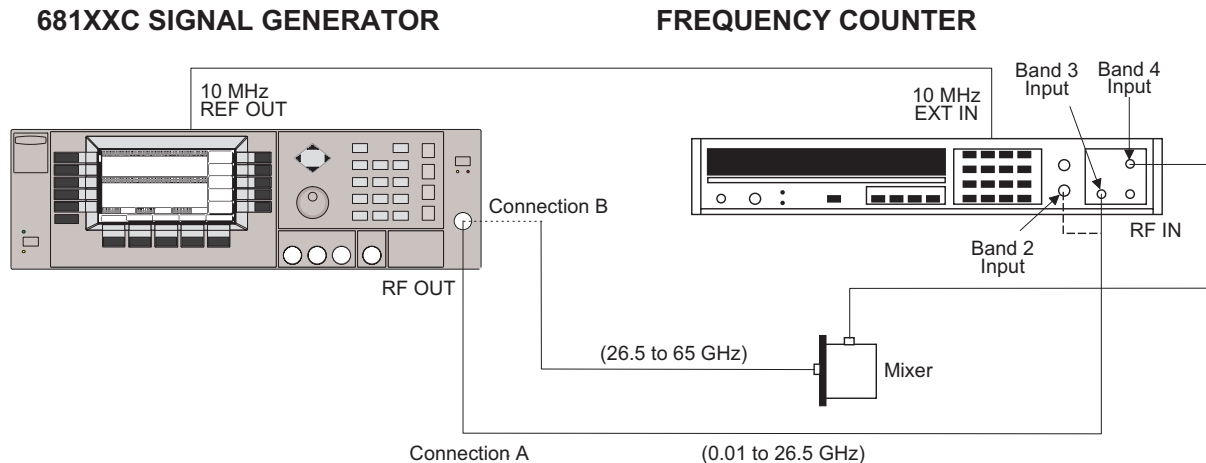 681XXC SIGNAL GENERATOR
FREQUENCY COUNTER
10 MHz
REF OUT
10 MHz
EXT IN
Band 3
Input
Band 4
Input
Connection B
Band 2
Input
RF IN
RF OUT
(26.5 to 65 GHz)
Mixer
Connection A
(0.01 to 26.5 GHz)